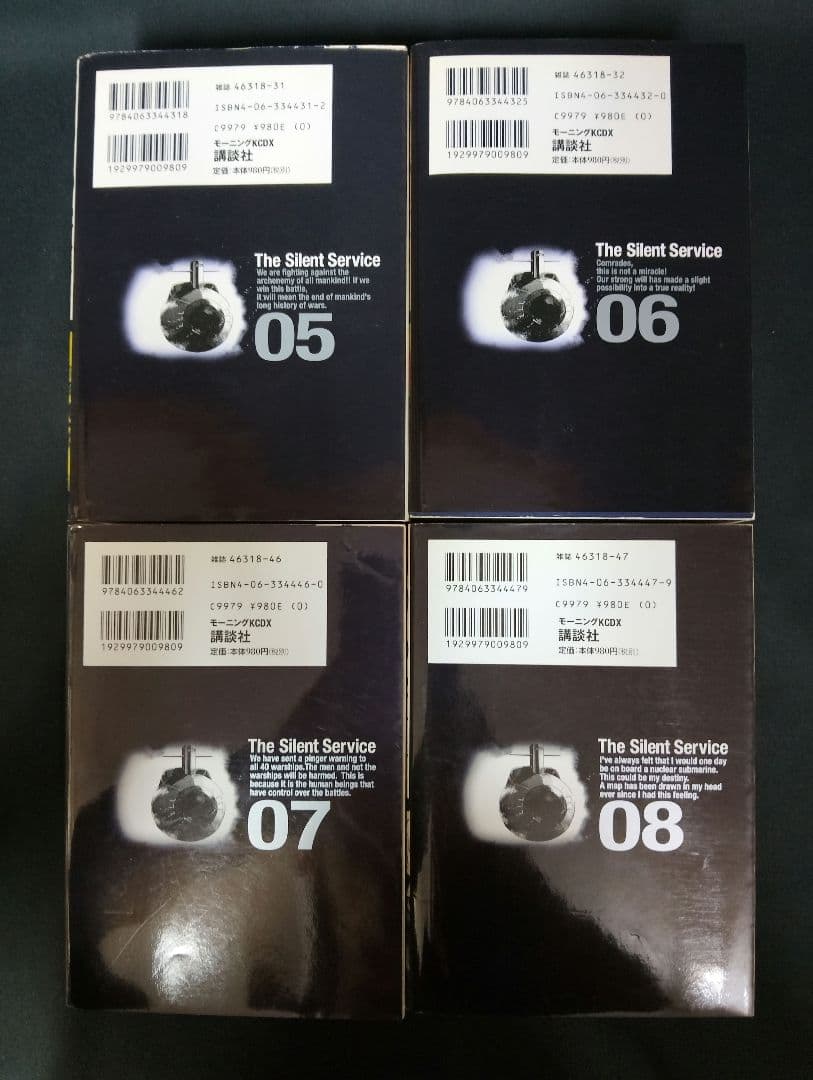 雑誌 46318-31
9784063344318
ISBN4-06-334431-2
C9979 ¥980E (0)
モーニングKCDX
講談社
1929979009809
定価:本体980円(税別)
The Silent Service
We are fighting against the
archenemy of all mankind!! If we
win this battle,
it will mean the end of mankind's
long history of wars.
05
雑誌 46318-32
9784063344325
ISBN4-06-334432-0
C9979 ¥980E (0)
モーニングKCDX
講談社
1929979009809
定価:本体980円(税別)
The Silent Service
Comrades,
this is not a miracle!
Our strong will has made a slight
possibility into a true reality!
06
雑誌 46318-46
9784063344462
ISBN4-06-334446-0
C9979 ¥980E (0)
モーニングKCDX
講談社
1929979009809
定価:本体980円(税別)
The Silent Service
We have sent a pinger warning to
all 40 warships.The men and not the
warships will be harmed. This is
because it is the human beings that
have control over the battles.
07
雑誌 46318-47
9784063344479
ISBN4-06-334447-9
C9979 ¥980E (0)
モーニングKCDX
講談社
1929979009809
定価:本体980円(税別)
The Silent Service
I've always felt that I would one day
be on board a nuclear submarine.
This could be my destiny.
A map has been drawn in my head
ever since I had this feeling.
08